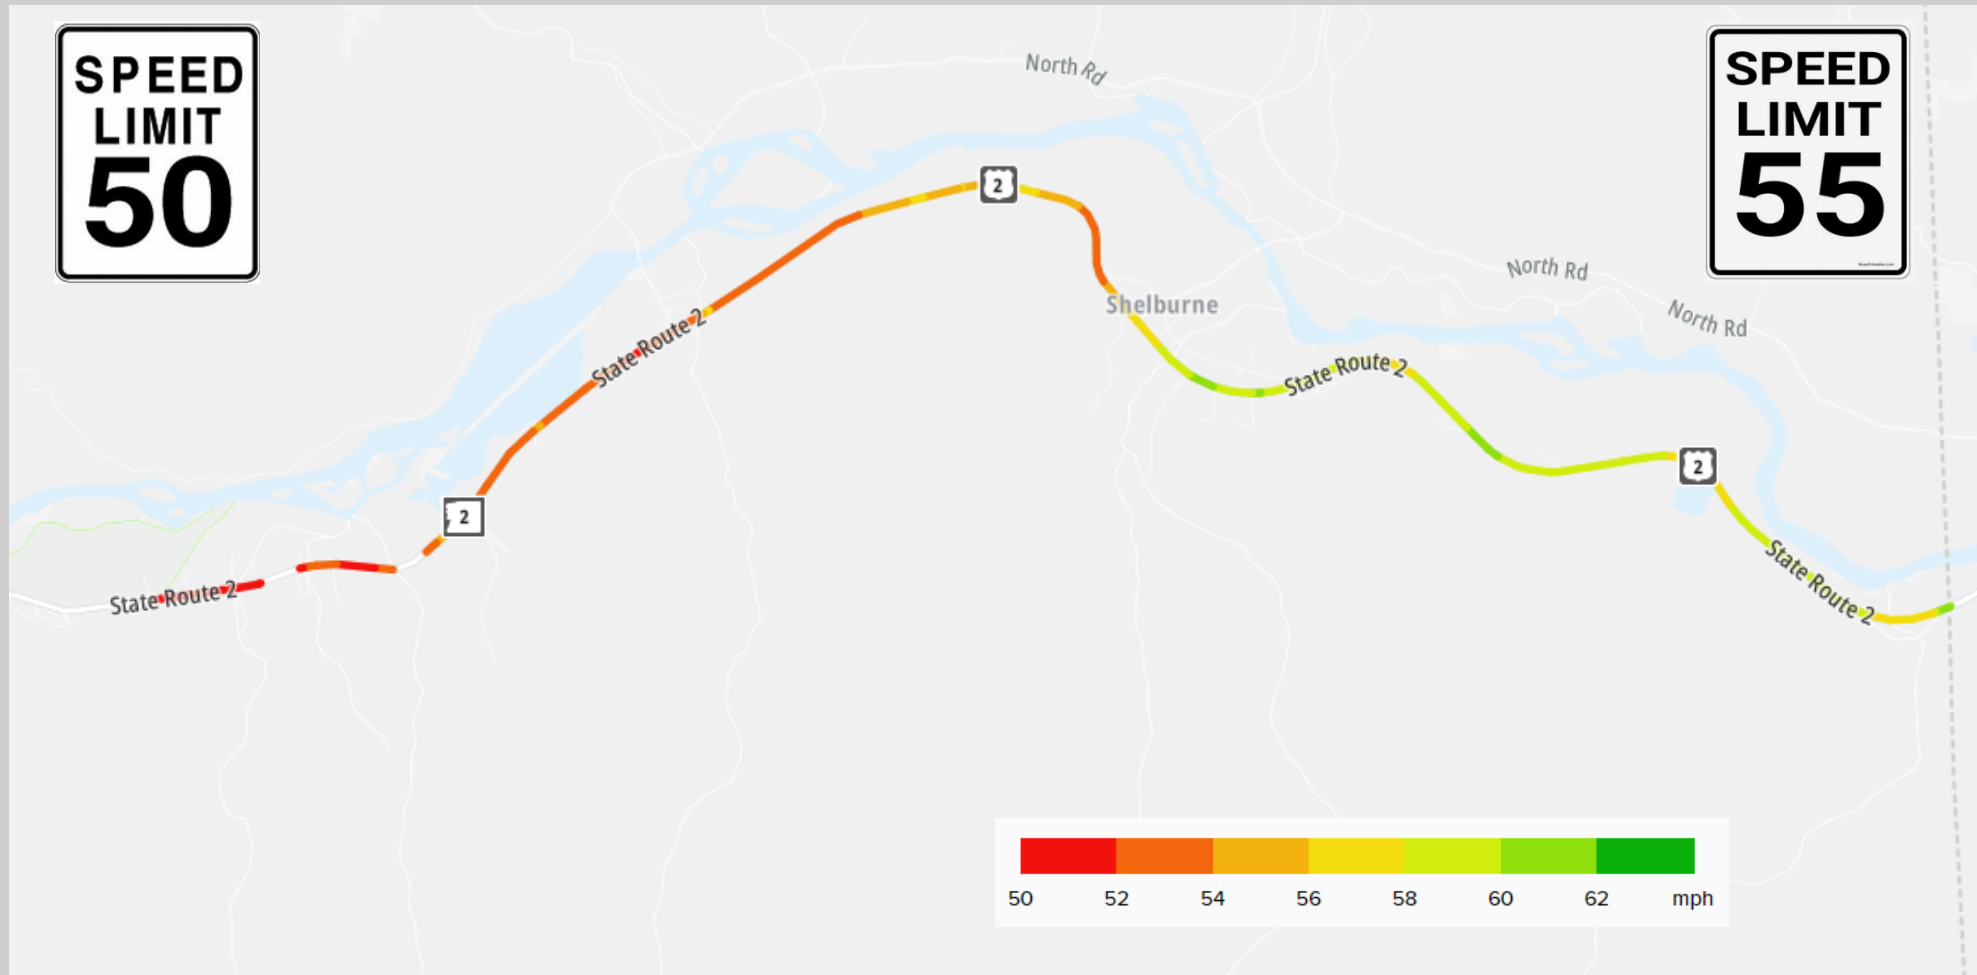 SPEED
LIMIT
50
SPEED
LIMIT
55
North Rd
2
North Rd
North Rd
Shelburne
State Route 2
State Route 2
2
2
State Route 2
State Route 2
50 52 54 56 58 60 62 mph